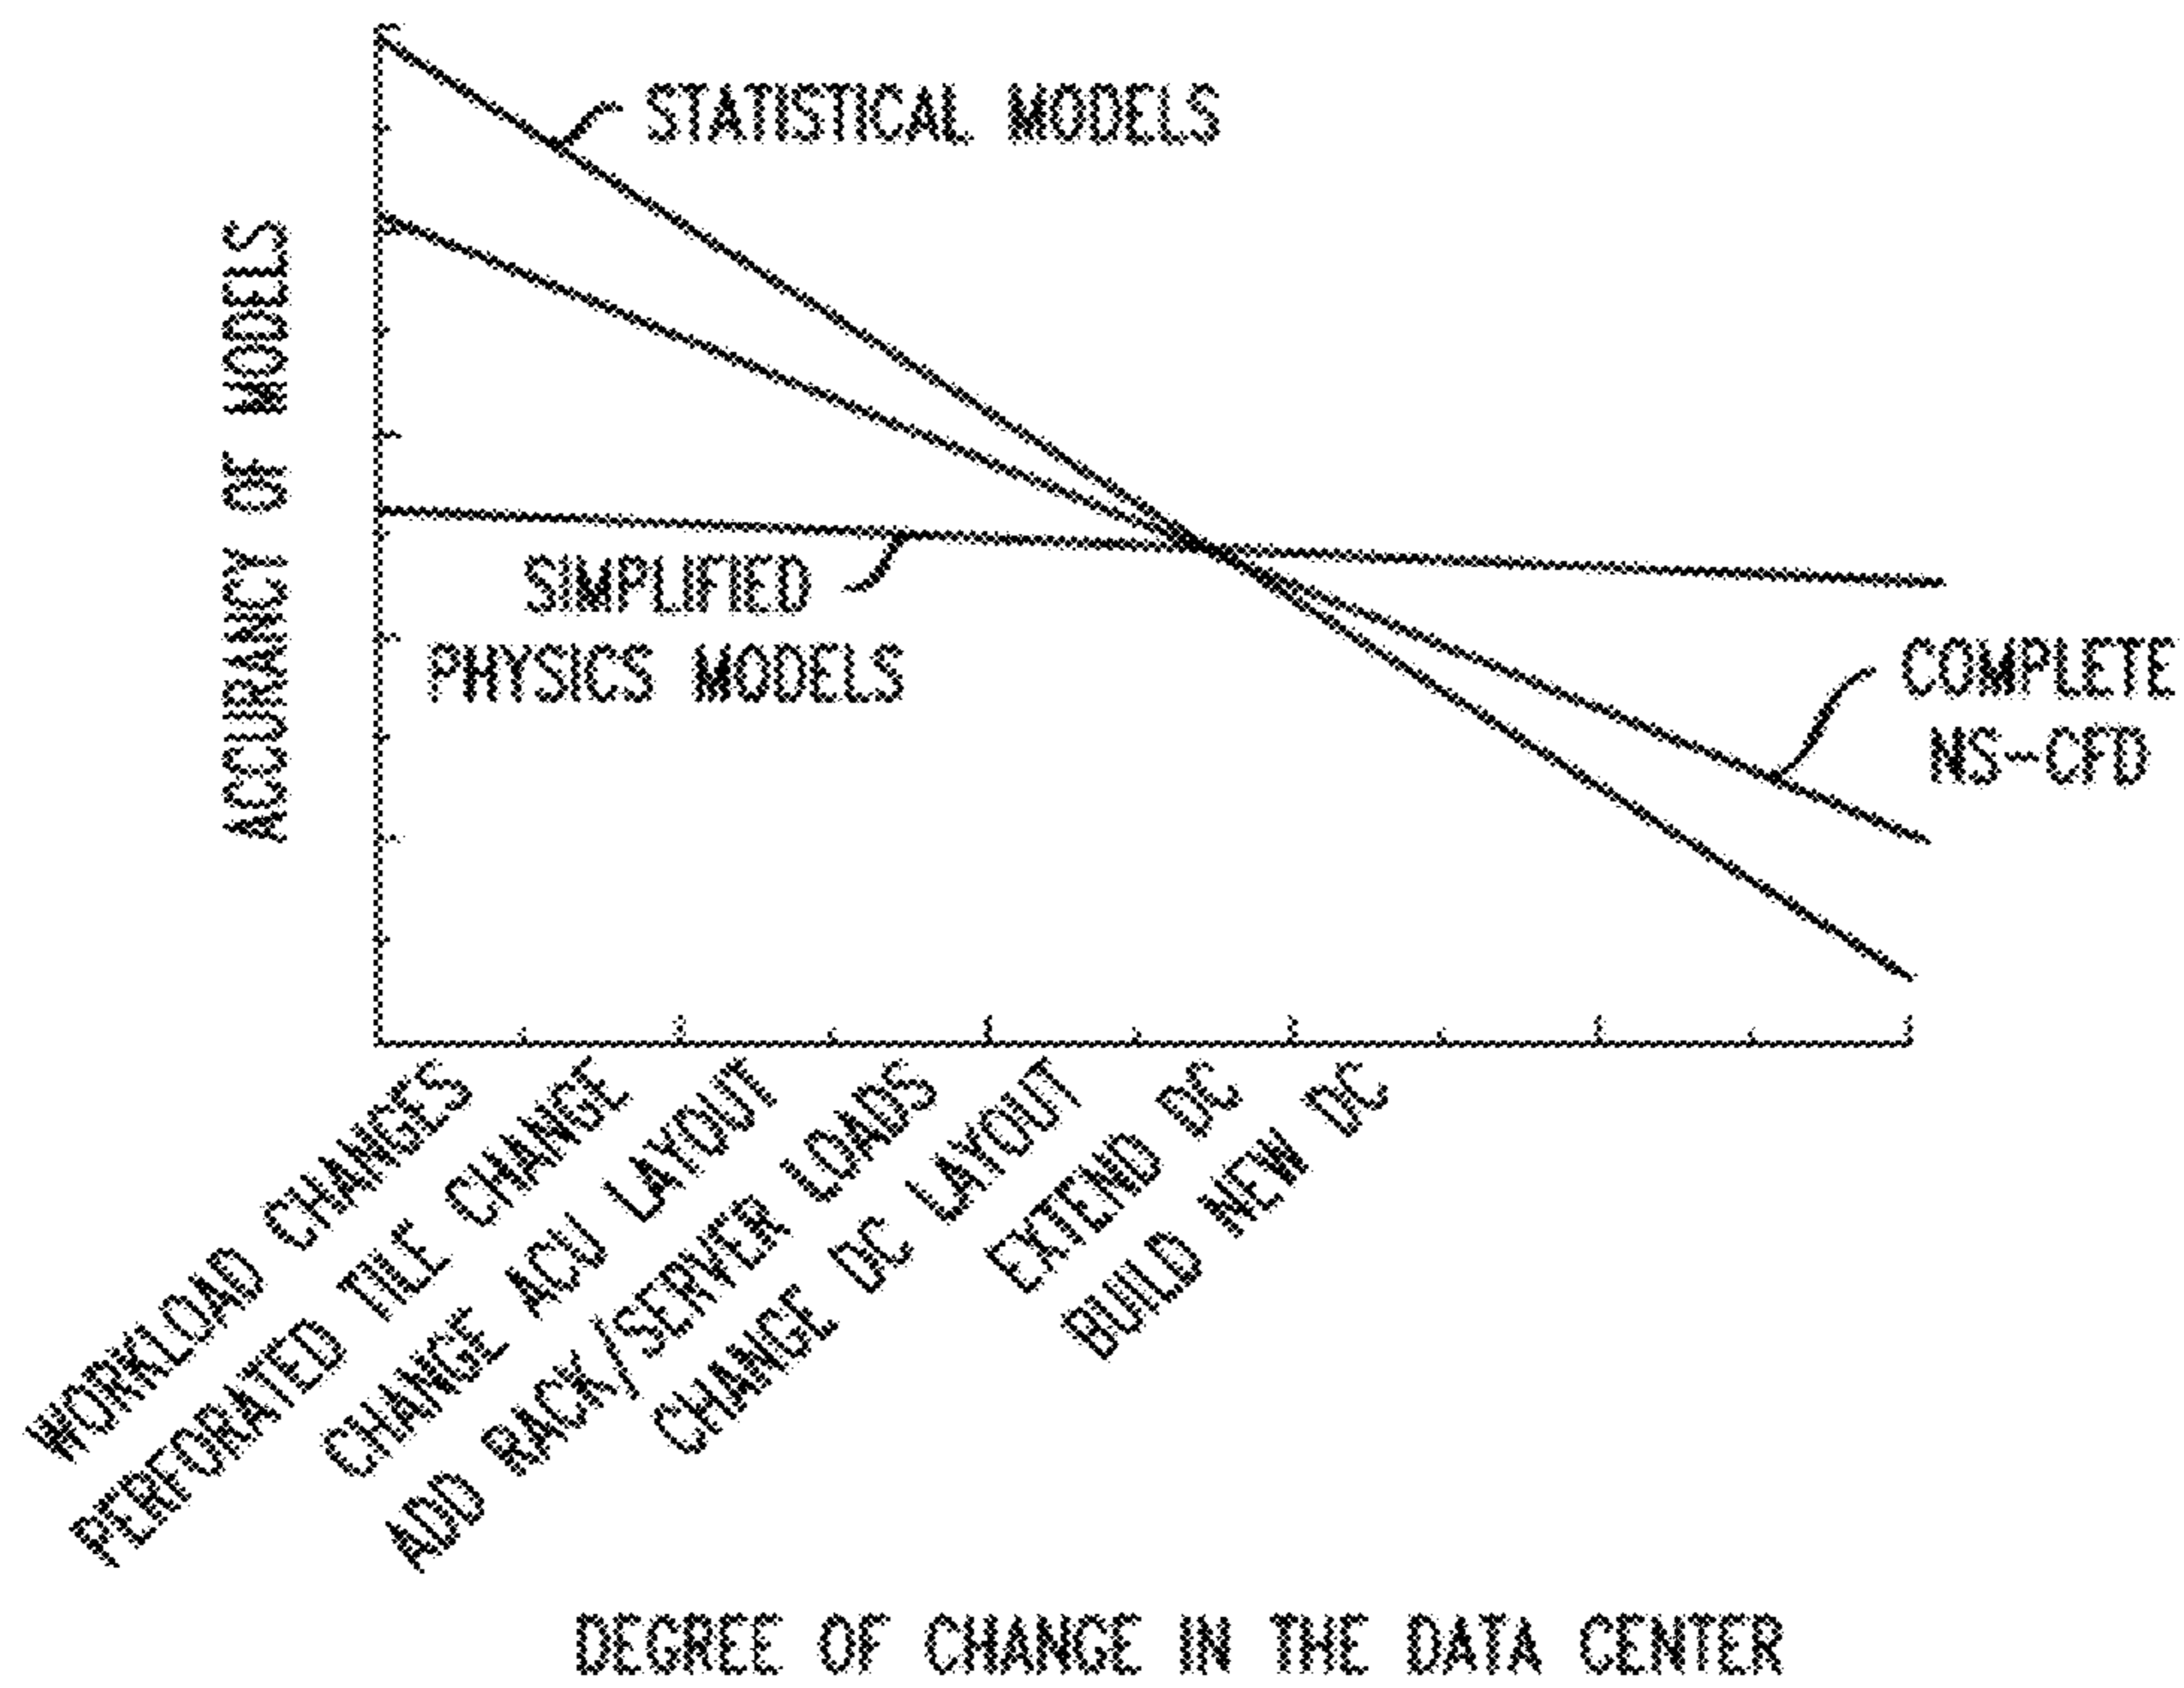 STATISTICAL MODELS
ACCURANCY OF MODELS
SIMPLIFIED
PHYSICS MODELS
COMPLETE
NS-CFD
WORKLOAD CHANGES
PERFORATED TILE CHANGE
CHANGE ACU LAYOUT
ADD RACK/SERVER LOADS
CHANGE DC LAYOUT
EXTEND DC
BUILD NEW DC
DEGREE OF CHANGE IN THE DATA CENTER